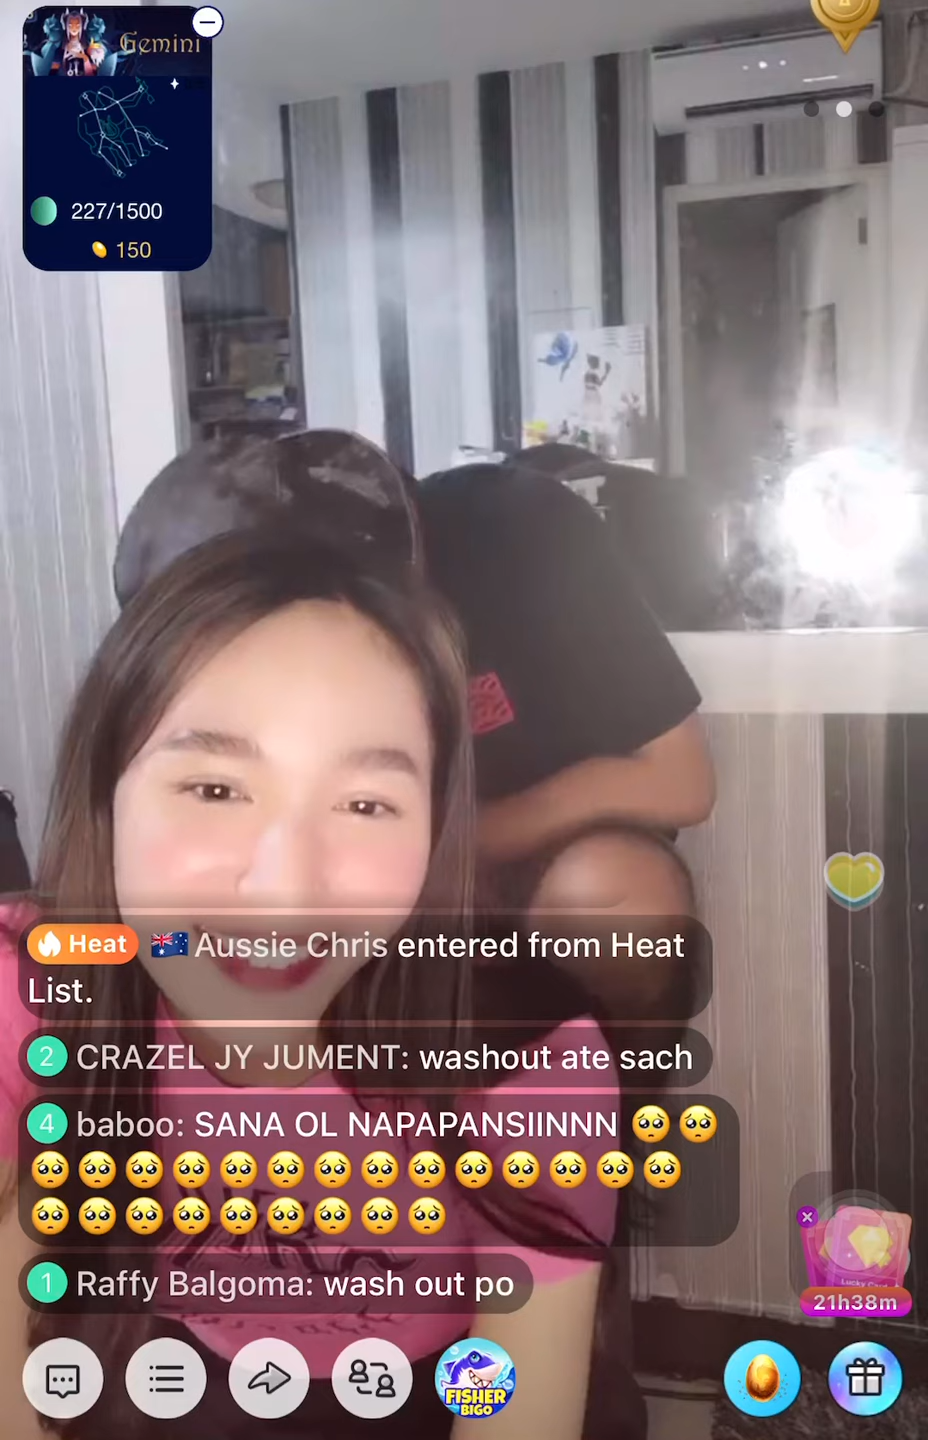 Gemini
227/1500
150
Heat 🇦🇺Aussie Chris entered from Heat
List.
2 CRAZEL JY JUMENT: washout ate sach
4 baboo: SANA OL NAPAPANSIINNN 🥺🥺
🥺🥺🥺🥺🥺🥺🥺🥺🥺🥺🥺🥺🥺🥺
🥺🥺🥺🥺🥺🥺🥺🥺🥺
1 Raffy Balgoma: wash out po
21h38m
FISHER
BIGO